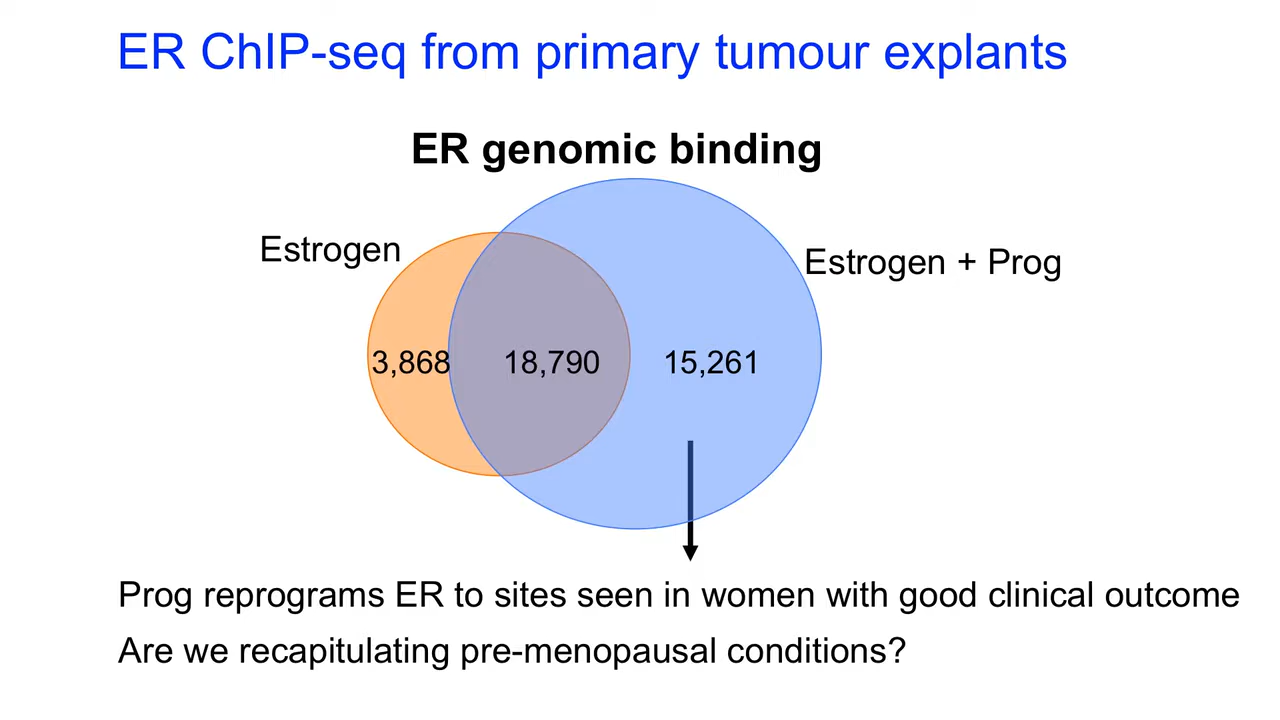 ER ChIP-seq from primary tumour explants
ER genomic binding
Estrogen
Estrogen + Prog
3,868
18,790
15,261
Prog reprograms ER to sites seen in women with good clinical outcome
Are we recapitulating pre-menopausal conditions?